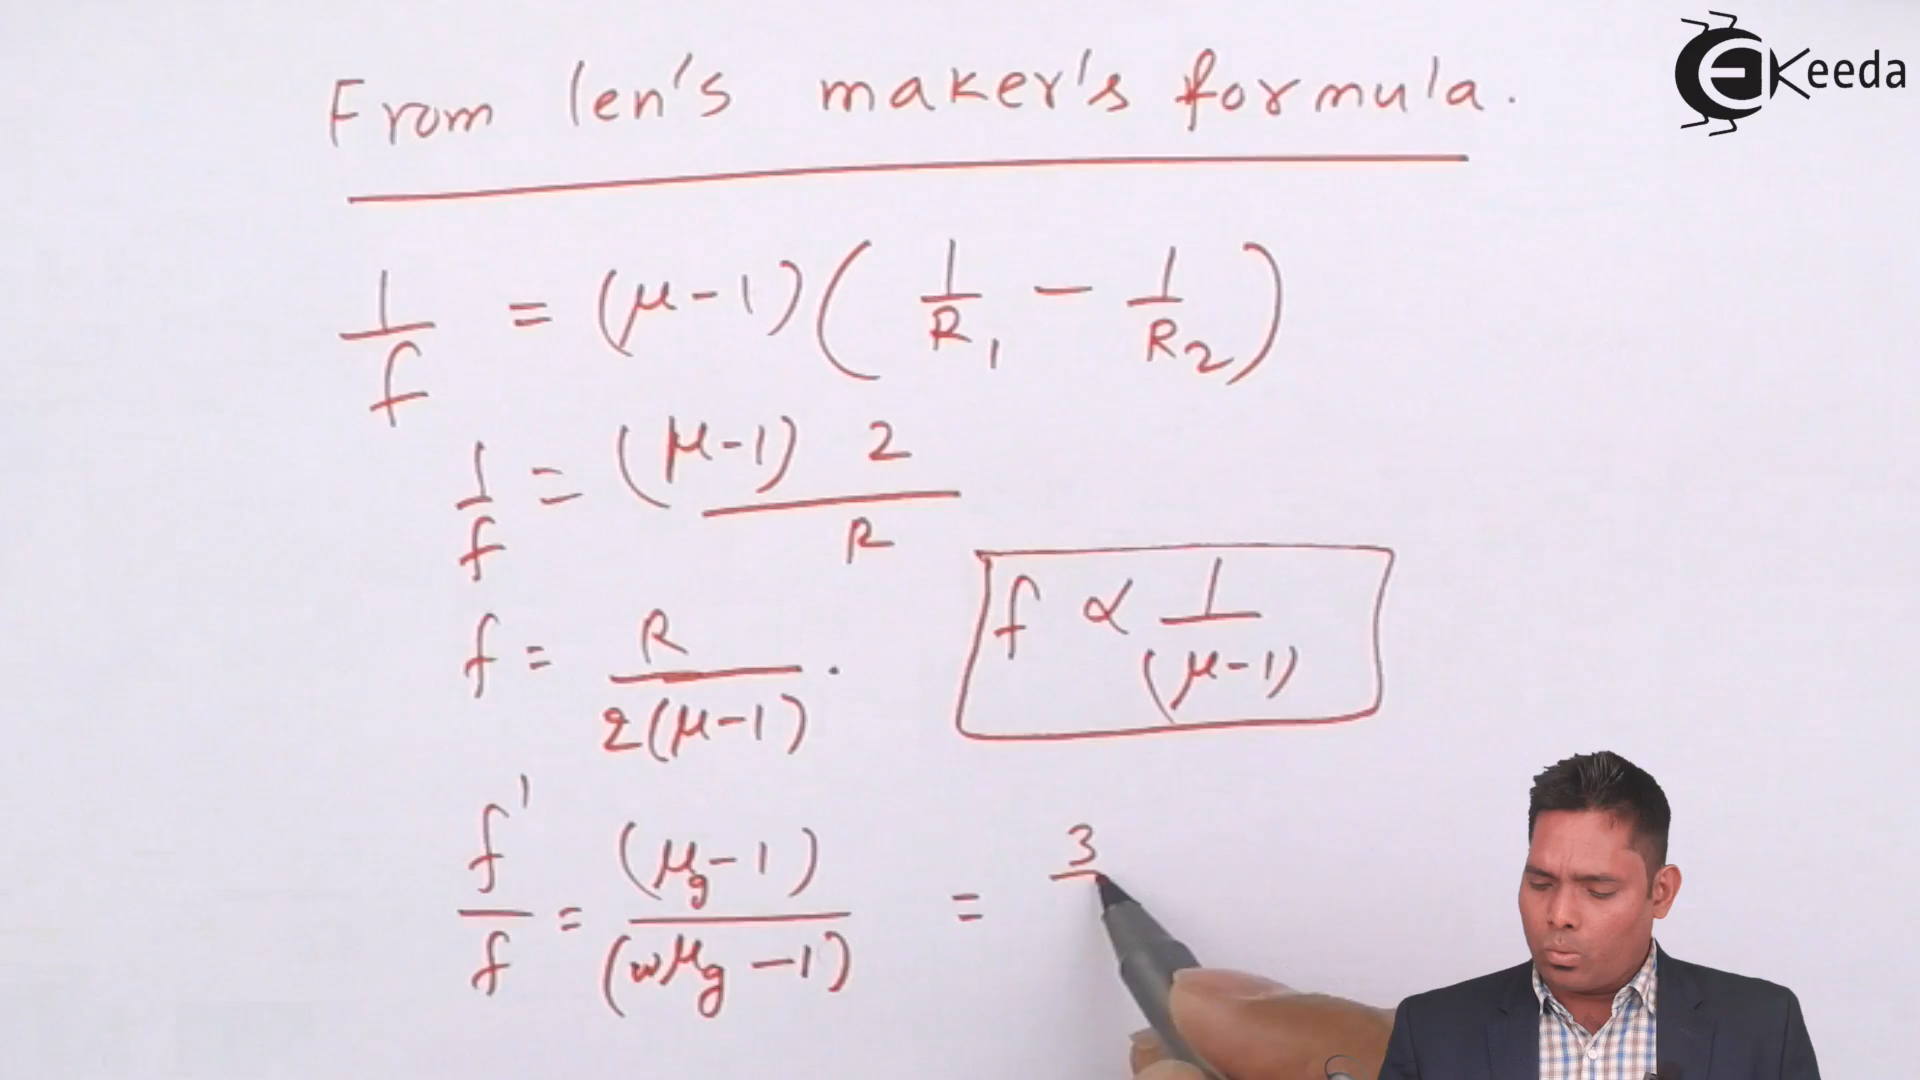 EKeeda
From len's maker's formula.
1/f = (μ-1)(1/R₁ - 1/R₂)
1/f = (μ-1) 2/R
f = R/2(μ-1).
f ∝ 1/(μ-1)
f'/f = (μg-1)/(wμg-1) = 3